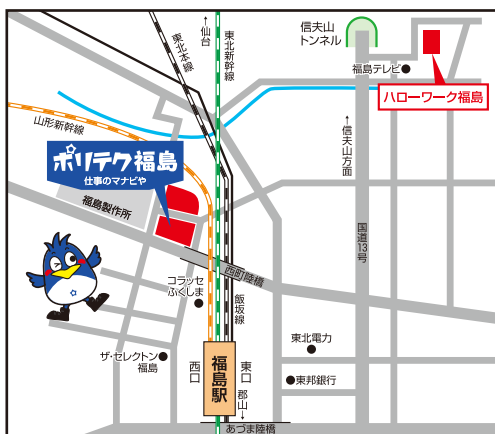 ↑仙台
東北本線
東北新幹線
信夫山
トンネル
福島テレビ
ハローワーク福島
山形新幹線
↑信夫山方面
ポリテク福島
仕事のマナビや
福島製作所
国道13号
西町陸橋
コラッセ
ふくしま
飯坂線
東北電力
ザ・セレクトン
福島
西口
福島駅
東口
東邦銀行
郡山↓
あづま陸橋